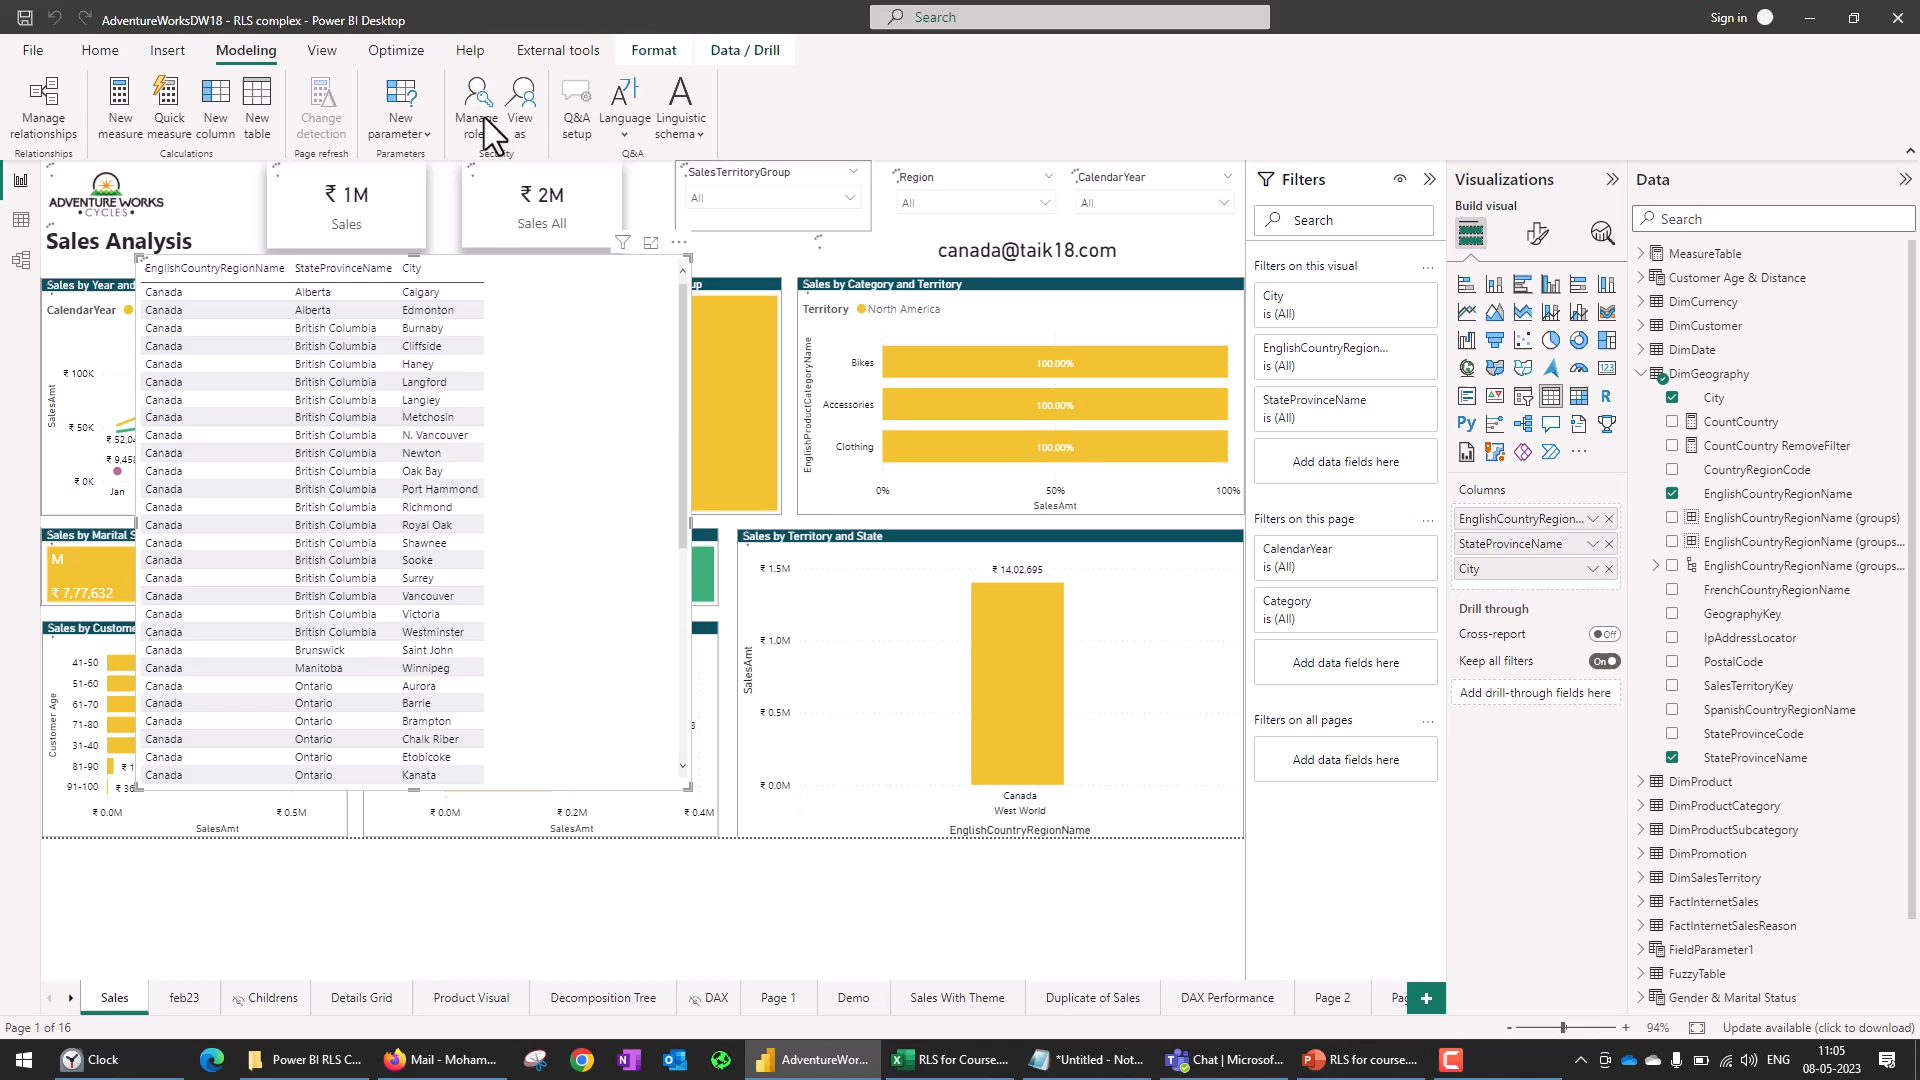 AdventureWorksDW18 - RLS complex - Power BI Desktop
Search
Sign in
File
Home
Insert
Modeling
View
Optimize
Help
External tools
Format
Data / Drill
Manage relationships
New measure
Quick measure
New column
New table
Change detection
New parameter
Manage
View as
Q&A setup
Language
Linguistic schema
Relationships
Calculations
Page refresh
Parameters
Security
Q&A
ADVENTURE WORKS
CYCLES
Sales Analysis
₹ 1M
Sales
₹ 2M
Sales All
SalesTerritoryGroup
All
Region
All
CalendarYear
All
canada@taik18.com
Sales by Year and
CalendarYear
₹ 100K
₹ 50K
₹ 0K
SalesAmt
₹ 52,04
₹ 9,458
Jan
EnglishCountryRegionName StateProvinceName City
Canada Alberta Calgary
Canada Alberta Edmonton
Canada British Columbia Burnaby
Canada British Columbia Cliffside
Canada British Columbia Haney
Canada British Columbia Langford
Canada British Columbia Langley
Canada British Columbia Metchosin
Canada British Columbia N. Vancouver
Canada British Columbia Newton
Canada British Columbia Oak Bay
Canada British Columbia Port Hammond
Canada British Columbia Richmond
Canada British Columbia Royal Oak
Canada British Columbia Shawnee
Canada British Columbia Sooke
Canada British Columbia Surrey
Canada British Columbia Vancouver
Canada British Columbia Victoria
Canada British Columbia Westminster
Canada Brunswick Saint John
Canada Manitoba Winnipeg
Canada Ontario Aurora
Canada Ontario Barrie
Canada Ontario Brampton
Canada Ontario Chalk Riber
Canada Ontario Etobicoke
Canada Ontario Kanata
Sales by Category and Territory
Territory North America
EnglishProductCategoryName
Bikes 100.00%
Accessories 100.00%
Clothing 100.00%
0% 50% 100%
SalesAmt
Sales by Marital S
M
₹ 7,77,632
Sales by Custome
Customer Age
41-50
51-60
61-70
71-80
31-40
81-90 ₹ 1
91-100 ₹ 36
₹ 0.0M ₹ 0.5M
SalesAmt
₹ 0.0M ₹ 0.2M ₹ 0.4M
SalesAmt
Sales by Territory and State
₹ 14,02,695
₹ 1.5M
₹ 1.0M
₹ 0.5M
₹ 0.0M
SalesAmt
Canada
West World
EnglishCountryRegionName
Filters
Search
Filters on this visual
City
is (All)
EnglishCountryRegion...
is (All)
StateProvinceName
is (All)
Add data fields here
Filters on this page
CalendarYear
is (All)
Category
is (All)
Add data fields here
Filters on all pages
Add data fields here
Visualizations
Build visual
Columns
EnglishCountryRegion...
StateProvinceName
City
Drill through
Cross-report Off
Keep all filters On
Add drill-through fields here
Data
Search
MeasureTable
Customer Age & Distance
DimCurrency
DimCustomer
DimDate
DimGeography
City
CountCountry
CountCountry RemoveFilter
CountryRegionCode
EnglishCountryRegionName
EnglishCountryRegionName (groups)
EnglishCountryRegionName (groups...
EnglishCountryRegionName (groups...
FrenchCountryRegionName
GeographyKey
IpAddressLocator
PostalCode
SalesTerritoryKey
SpanishCountryRegionName
StateProvinceCode
StateProvinceName
DimProduct
DimProductCategory
DimProductSubcategory
DimPromotion
DimSalesTerritory
FactInternetSales
FactInternetSalesReason
FieldParameter1
FuzzyTable
Gender & Marital Status
Sales
feb23
Childrens
Details Grid
Product Visual
Decomposition Tree
DAX
Page 1
Demo
Sales With Theme
Duplicate of Sales
DAX Performance
Page 2
Page 1 of 16
94%
Update available (click to download)
Clock
Power BI RLS C...
Mail - Moham...
AdventureWor...
RLS for Course....
*Untitled - Not...
Chat | Microsof...
RLS for course....
ENG
11:05
08-05-2023